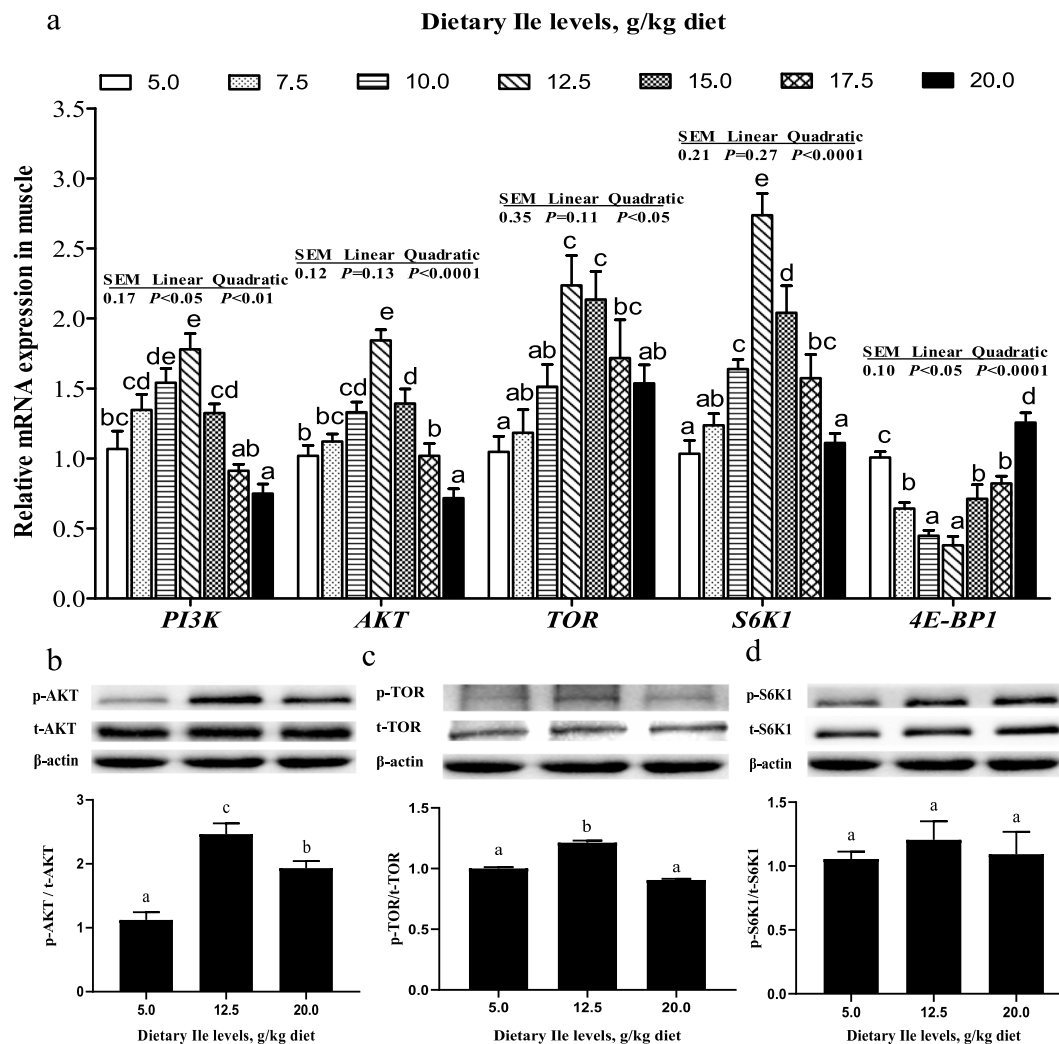 a
Dietary Ile levels, g/kg diet
5.0 7.5 10.0 12.5 15.0 17.5 20.0
Relative mRNA expression in muscle
3.5
3.0
2.5
2.0
1.5
1.0
0.5
0.0
SEM Linear Quadratic
0.17 P<0.05 P<0.01
bc cd de e cd ab a
PI3K
SEM Linear Quadratic
0.12 P=0.13 P<0.0001
b bc cd e d b a
AKT
SEM Linear Quadratic
0.35 P=0.11 P<0.05
a ab ab c c bc ab
TOR
SEM Linear Quadratic
0.21 P=0.27 P<0.0001
a a c e d bc a
S6K1
SEM Linear Quadratic
0.10 P<0.05 P<0.0001
c b a a b b d
4E-BP1
b
p-AKT
t-AKT
β-actin
p-AKT / t-AKT
3
2
1
0
a c b
5.0 12.5 20.0
Dietary Ile levels, g/kg diet
c
p-TOR
t-TOR
β-actin
p-TOR/t-TOR
1.5
1.0
0.5
0.0
a b a
5.0 12.5 20.0
Dietary Ile levels, g/kg diet
d
p-S6K1
t-S6K1
β-actin
p-S6K1/t-S6K1
1.5
1.0
0.5
0.0
a a a
5.0 12.5 20.0
Dietary Ile levels, g/kg diet